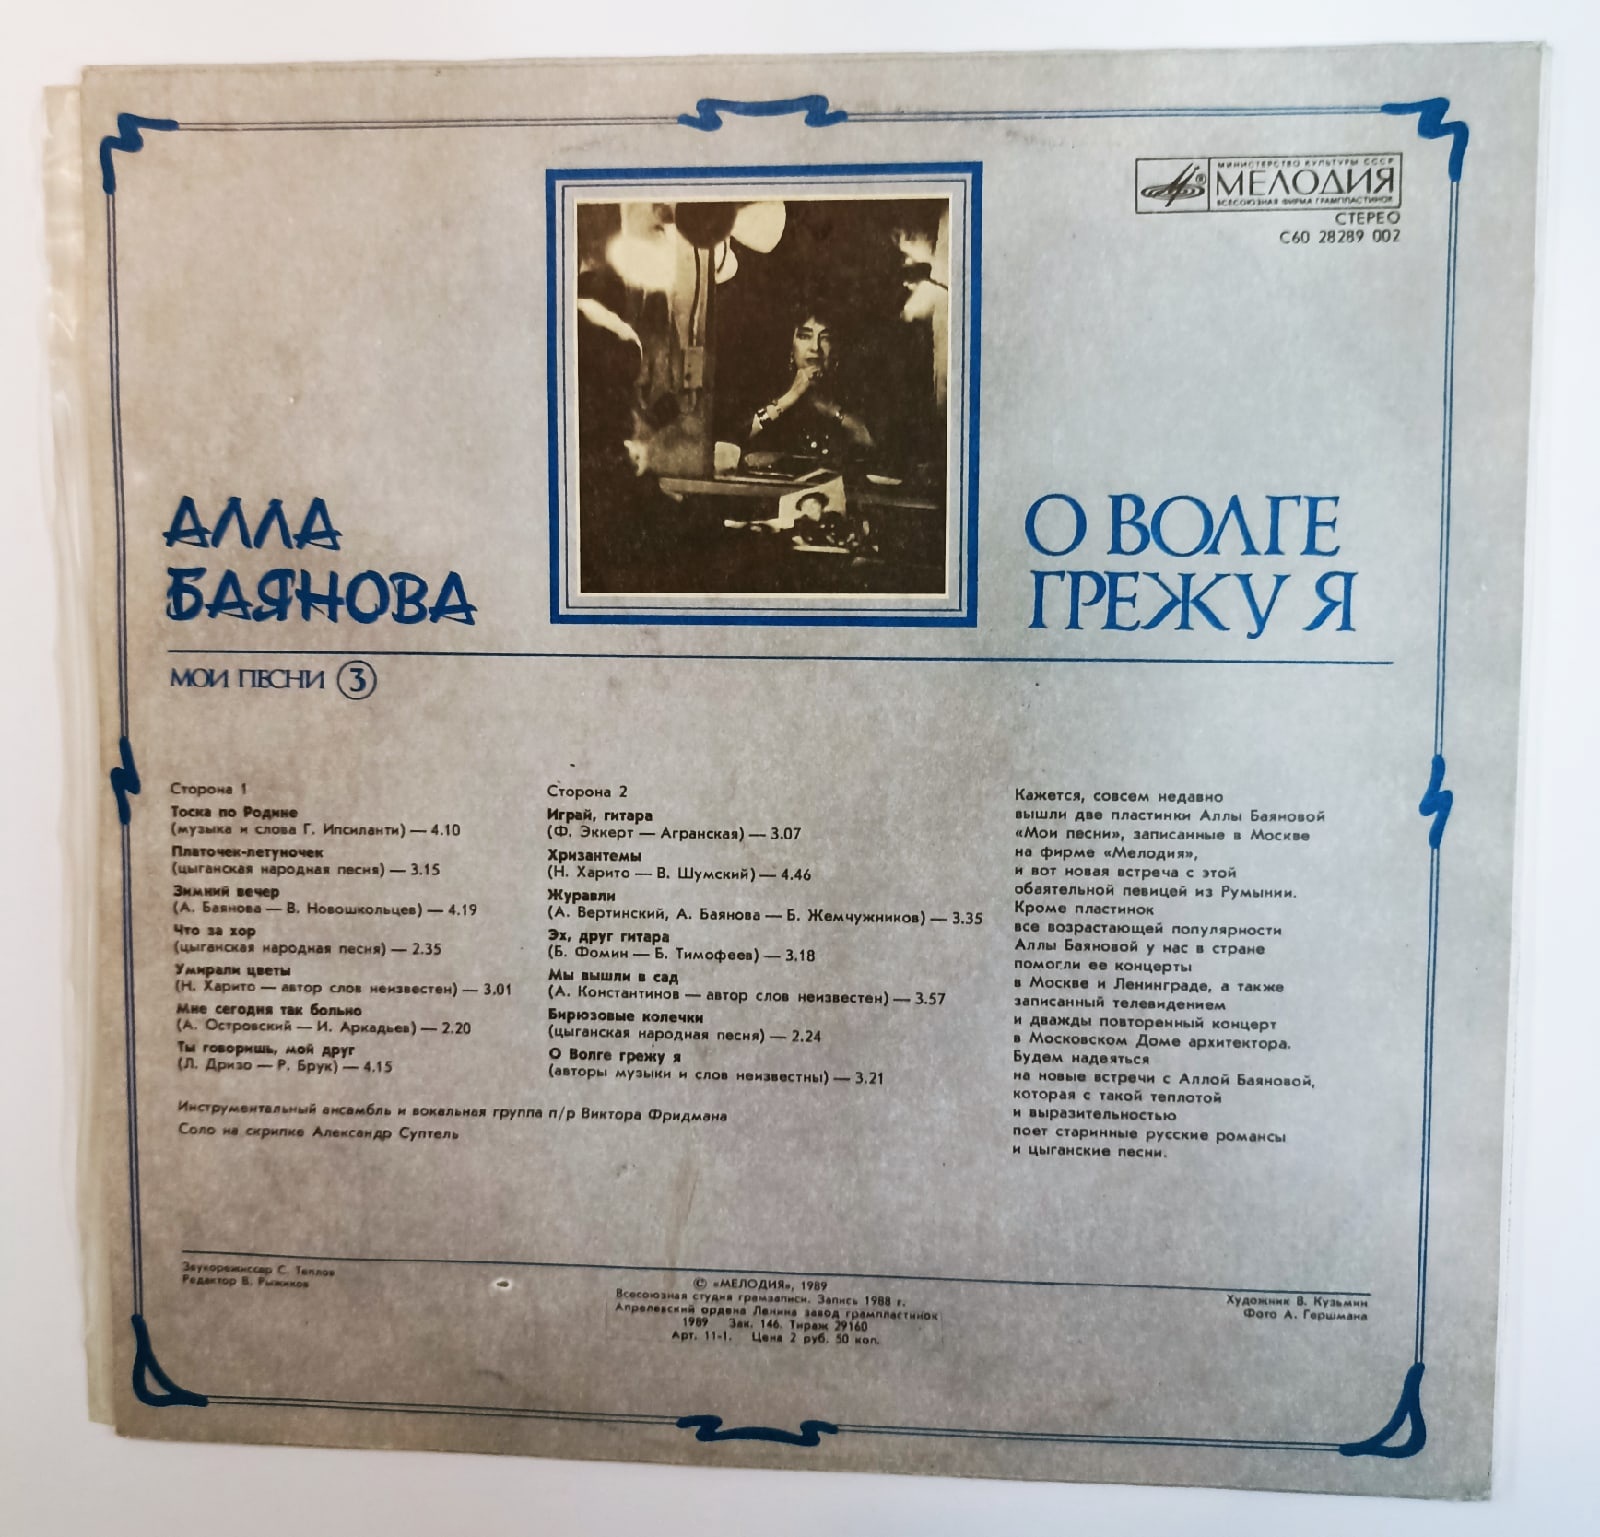 МИНИСТЕРСТВО КУЛЬТУРЫ СССР
МЕЛОДИЯ
ВСЕСОЮЗНАЯ ФИРМА ГРАМПЛАСТИНОК
СТЕРЕО
С60 28289 002
АЛЛА
БАЯНОВА
О ВОЛГЕ
ГРЕЖУ Я
МОИ ПЕСНИ 3
Сторона 1
Тоска по Родине
(музыка и слова Г. Ипсиланти) — 4.10
Платочек-летуночек
(цыганская народная песня) — 3.15
Зимний вечер
(А. Баянова — В. Новошкольцев) — 4.19
Что за хор
(цыганская народная песня) — 2.35
Умирали цветы
(Н. Харито — автор слов неизвестен) — 3.01
Мне сегодня так больно
(А. Островский — И. Аркадьев) — 2.20
Ты говоришь, мой друг
(Л. Дризо — Р. Брук) — 4.15
Сторона 2
Играй, гитара
(Ф. Эккерт — Агранская) — 3.07
Хризантемы
(Н. Харито — В. Шумский) — 4.46
Журавли
(А. Вертинский, А. Баянова — Б. Жемчужников) — 3.35
Эх, друг гитара
(Б. Фомин — Б. Тимофеев) — 3.18
Мы вышли в сад
(А. Константинов — автор слов неизвестен) — 3.57
Бирюзовые колечки
(цыганская народная песня) — 2.24
О Волге грежу я
(авторы музыки и слов неизвестны) — 3.21
Инструментальный ансамбль и вокальная группа п/р Виктора Фридмана
Соло на скрипке Александр Суптель
Кажется, совсем недавно
вышли две пластинки Аллы Баяновой
«Мои песни», записанные в Москве
на фирме «Мелодия»,
и вот новая встреча с этой
обаятельной певицей из Румынии.
Кроме пластинок
все возрастающей популярности
Аллы Баяновой у нас в стране
помогли ее концерты
в Москве и Ленинграде, а также
записанный телевидением
и дважды повторенный концерт
в Московском Доме архитектора.
Будем надеяться
на новые встречи с Аллой Баяновой,
которая с такой теплотой
и выразительностью
поет старинные русские романсы
и цыганские песни.
Звукорежиссер С. Теплов
Редактор В. Рыжиков
© «МЕЛОДИЯ», 1989
Всесоюзная студия грамзаписи. Запись 1988 г.
Апрелевский ордена Ленина завод грампластинок
1989 Зак. 146. Тираж 29160
Арт. 11-1. Цена 2 руб. 50 коп.
Художник В. Кузьмин
Фото А. Гершмана